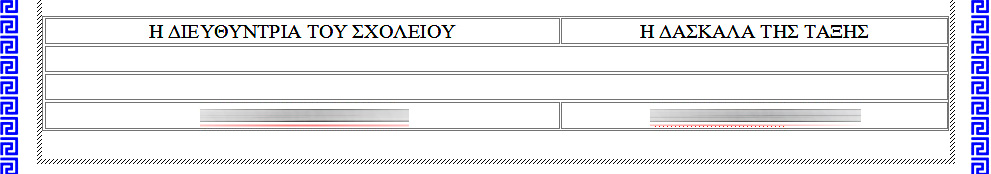 Η ΔΙΕΥΘΥΝΤΡΙΑ ΤΟΥ ΣΧΟΛΕΙΟΥ
Η ΔΑΣΚΑΛΑ ΤΗΣ ΤΑΞΗΣ